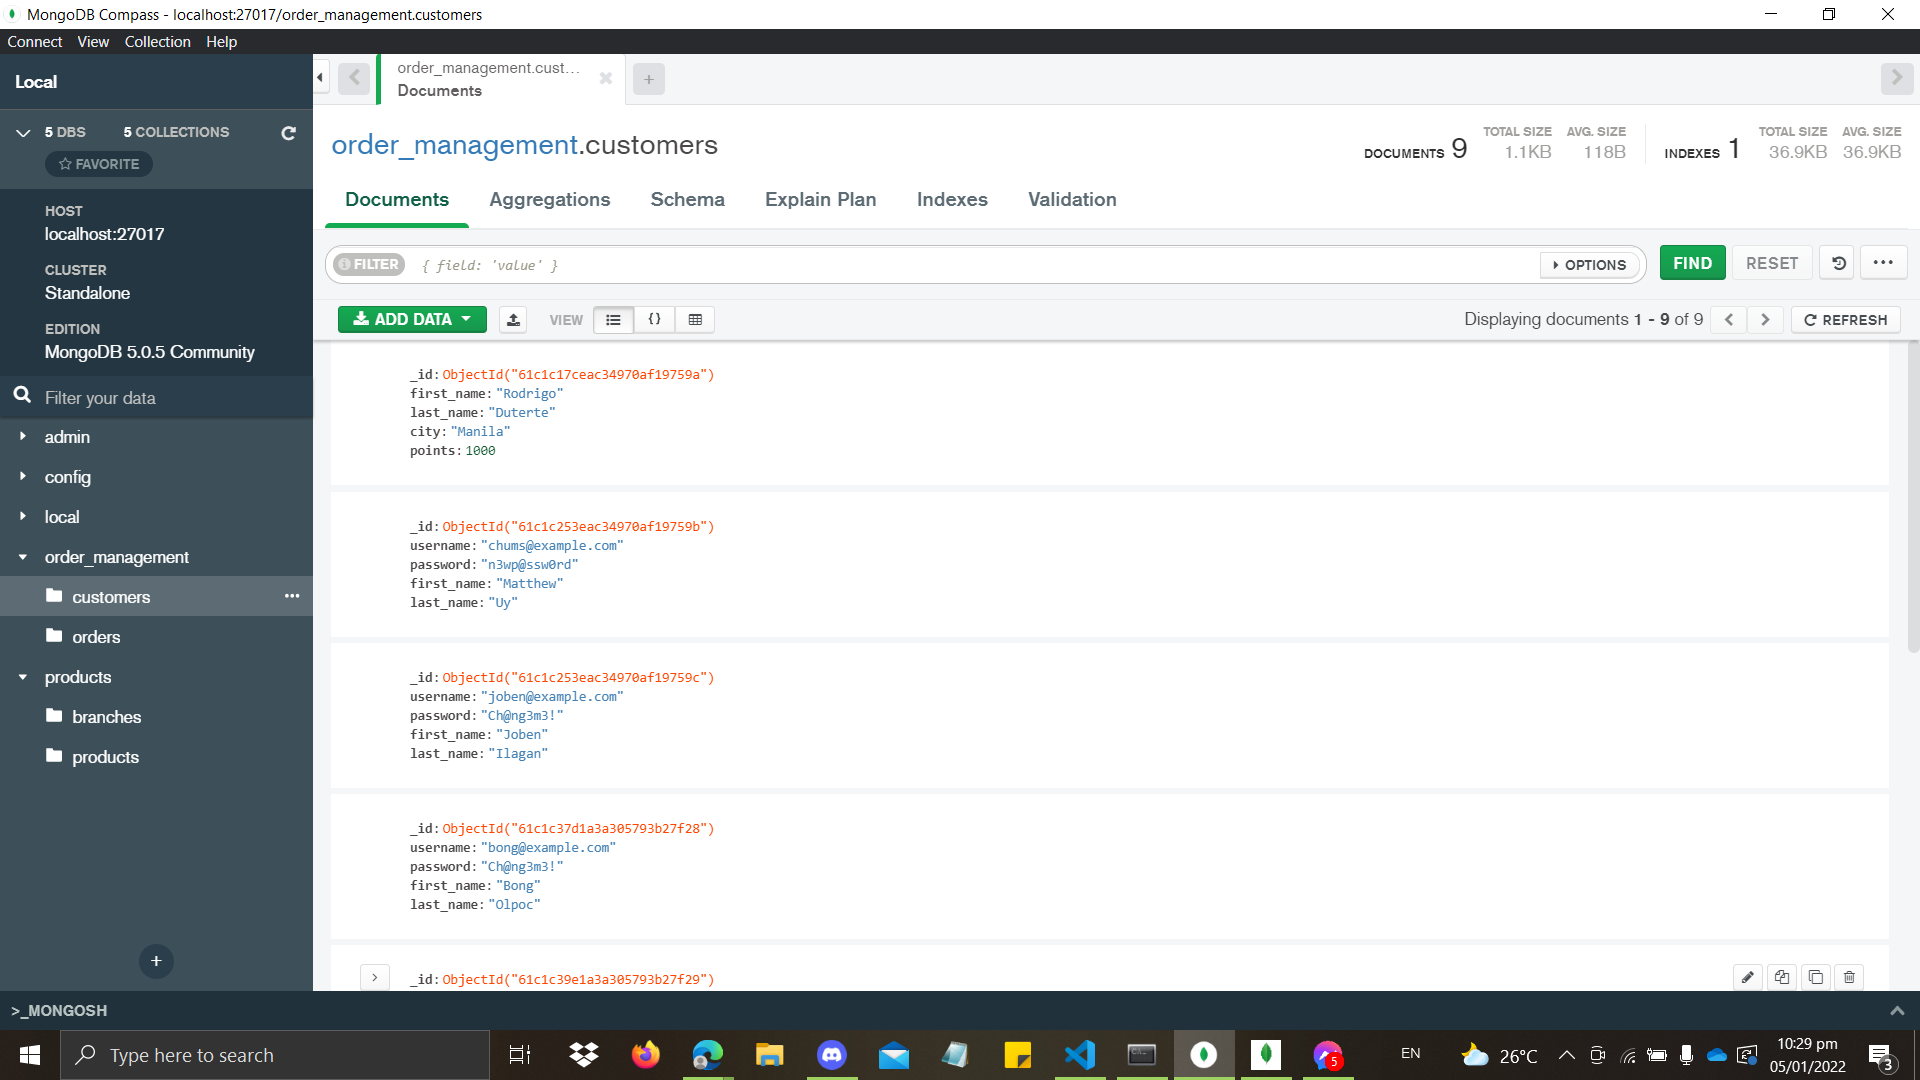 MongoDB Compass - localhost:27017/order_management.customers
Connect View Collection Help
Local
5 DBS 5 COLLECTIONS
FAVORITE
HOST
localhost:27017
CLUSTER
Standalone
EDITION
MongoDB 5.0.5 Community
Filter your data
admin
config
local
order_management
customers
orders
products
branches
products
order_management.cust...
Documents
order_management.customers
DOCUMENTS 9
TOTAL SIZE 1.1KB
AVG. SIZE 118B
INDEXES 1
TOTAL SIZE 36.9KB
AVG. SIZE 36.9KB
Documents Aggregations Schema Explain Plan Indexes Validation
FILTER { field: 'value' } OPTIONS FIND RESET
ADD DATA VIEW { } Displaying documents 1 - 9 of 9 REFRESH
_id: ObjectId("61c1c17ceac34970af19759a")
first_name: "Rodrigo"
last_name: "Duterte"
city: "Manila"
points: 1000
_id: ObjectId("61c1c253eac34970af19759b")
username: "chums@example.com"
password: "n3wp@ssw0rd"
first_name: "Matthew"
last_name: "Uy"
_id: ObjectId("61c1c253eac34970af19759c")
username: "joben@example.com"
password: "Ch@ng3m3!"
first_name: "Joben"
last_name: "Ilagan"
_id: ObjectId("61c1c37d1a3a305793b27f28")
username: "bong@example.com"
password: "Ch@ng3m3!"
first_name: "Bong"
last_name: "Olpoc"
_id: ObjectId("61c1c39e1a3a305793b27f29")
>_MONGOSH
Type here to search
5
EN
26°C
10:29 pm
05/01/2022
3